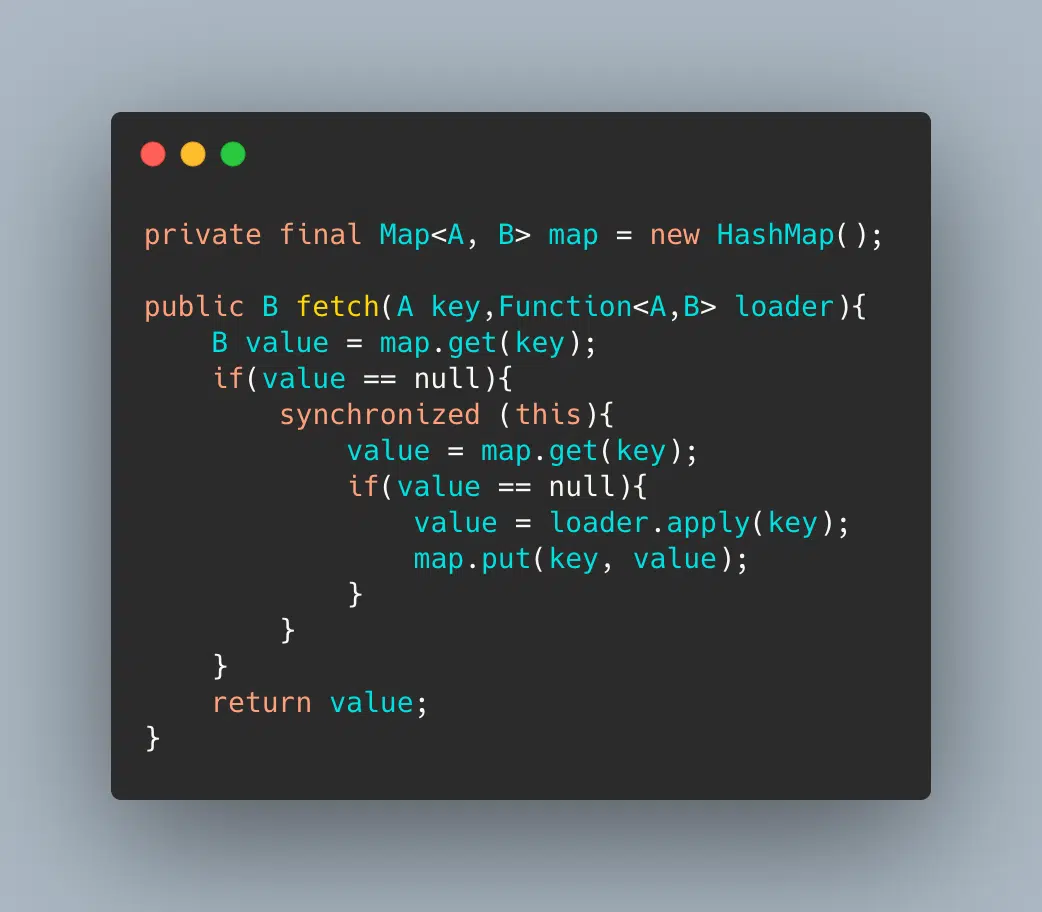 private final Map<A, B> map = new HashMap();
public B fetch(A key,Function<A,B> loader){
    B value = map.get(key);
    if(value == null){
        synchronized (this){
            value = map.get(key);
            if(value == null){
                value = loader.apply(key);
                map.put(key, value);
            }
        }
    }
    return value;
}